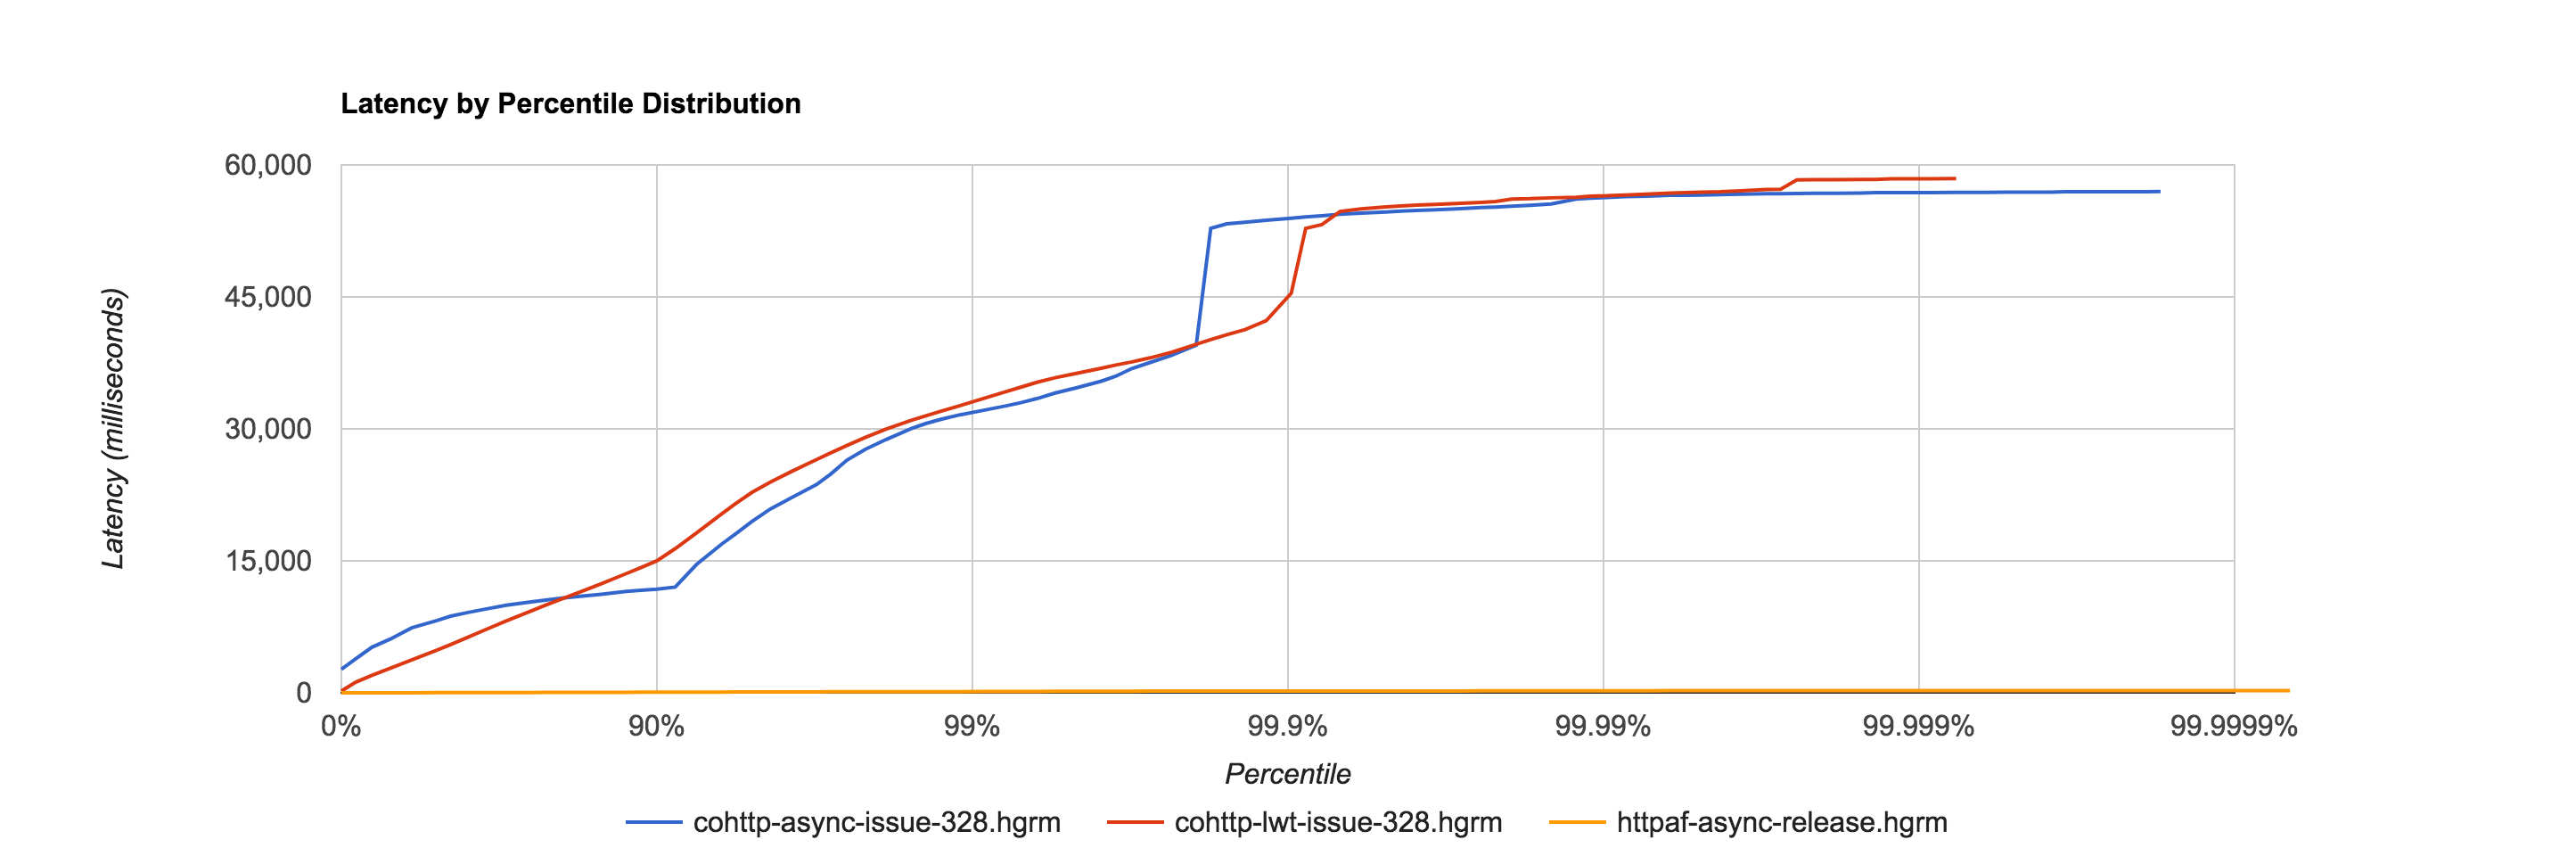 Latency by Percentile Distribution
60,000
45,000
30,000
15,000
0
Latency (milliseconds)
0% 90% 99% 99.9% 99.99% 99.999% 99.9999%
Percentile
cohttp-async-issue-328.hgrm cohttp-lwt-issue-328.hgrm httpaf-async-release.hgrm